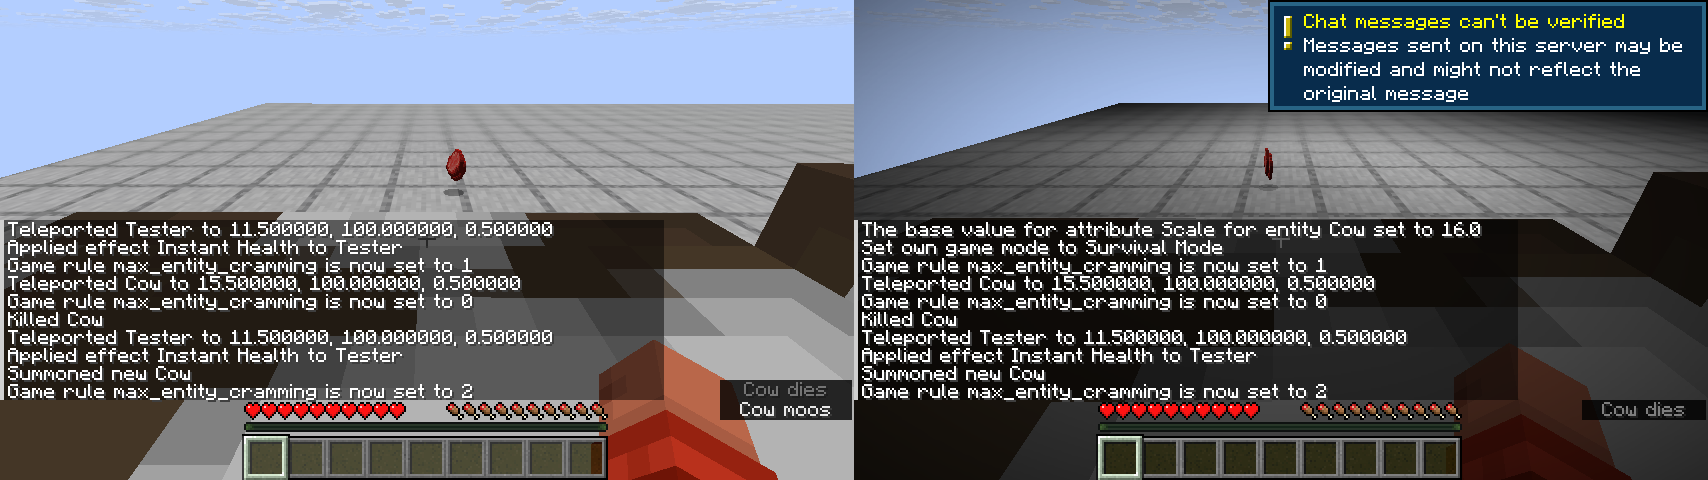 Teleported Tester to 11.500000, 100.000000, 0.500000
Applied effect Instant Health to Tester
Game rule max_entity_cramming is now set to 1
Teleported Cow to 15.500000, 100.000000, 0.500000
Game rule max_entity_cramming is now set to 0
Killed Cow
Teleported Tester to 11.500000, 100.000000, 0.500000
Applied effect Instant Health to Tester
Summoned new Cow
Game rule max_entity_cramming is now set to 2
Cow dies
Cow moos
Chat messages can't be verified
Messages sent on this server may be
modified and might not reflect the
original message
The base value for attribute Scale for entity Cow set to 16.0
Set own game mode to Survival Mode
Game rule max_entity_cramming is now set to 1
Teleported Cow to 15.500000, 100.000000, 0.500000
Game rule max_entity_cramming is now set to 0
Killed Cow
Teleported Tester to 11.500000, 100.000000, 0.500000
Applied effect Instant Health to Tester
Summoned new Cow
Game rule max_entity_cramming is now set to 2
Cow dies